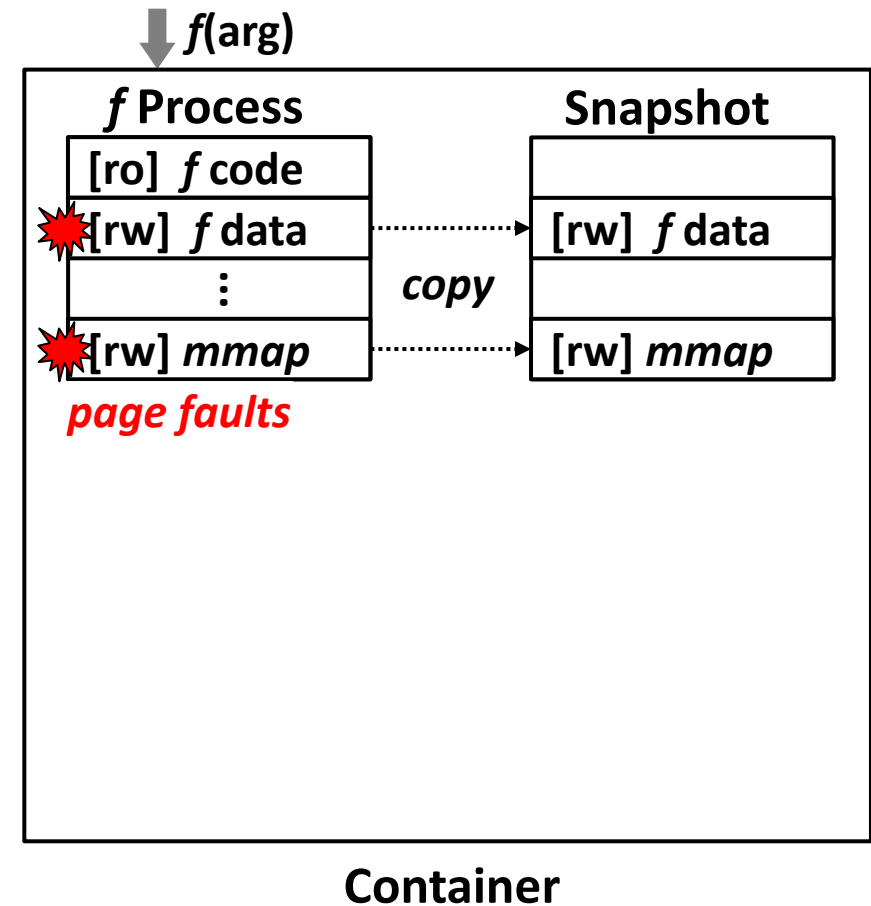 f(arg)
f Process
Snapshot
[ro] f code
[rw] f data
[rw] f data
⋮
copy
[rw] mmap
[rw] mmap
page faults
Container